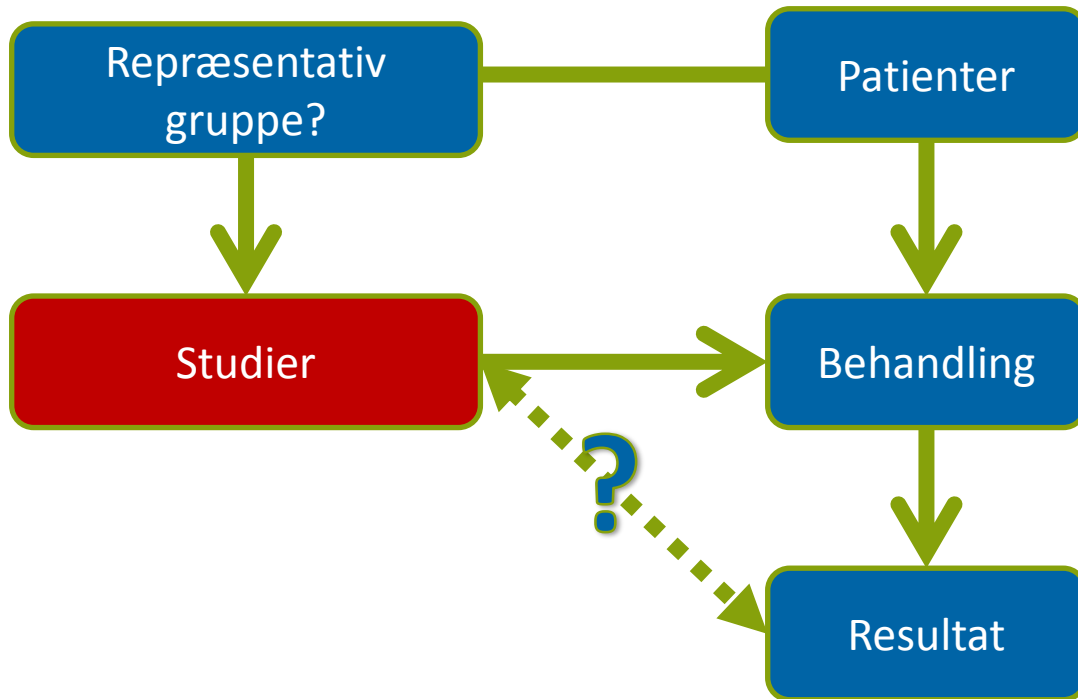 Repræsentativ
gruppe?
Patienter
Studier
Behandling
?
Resultat